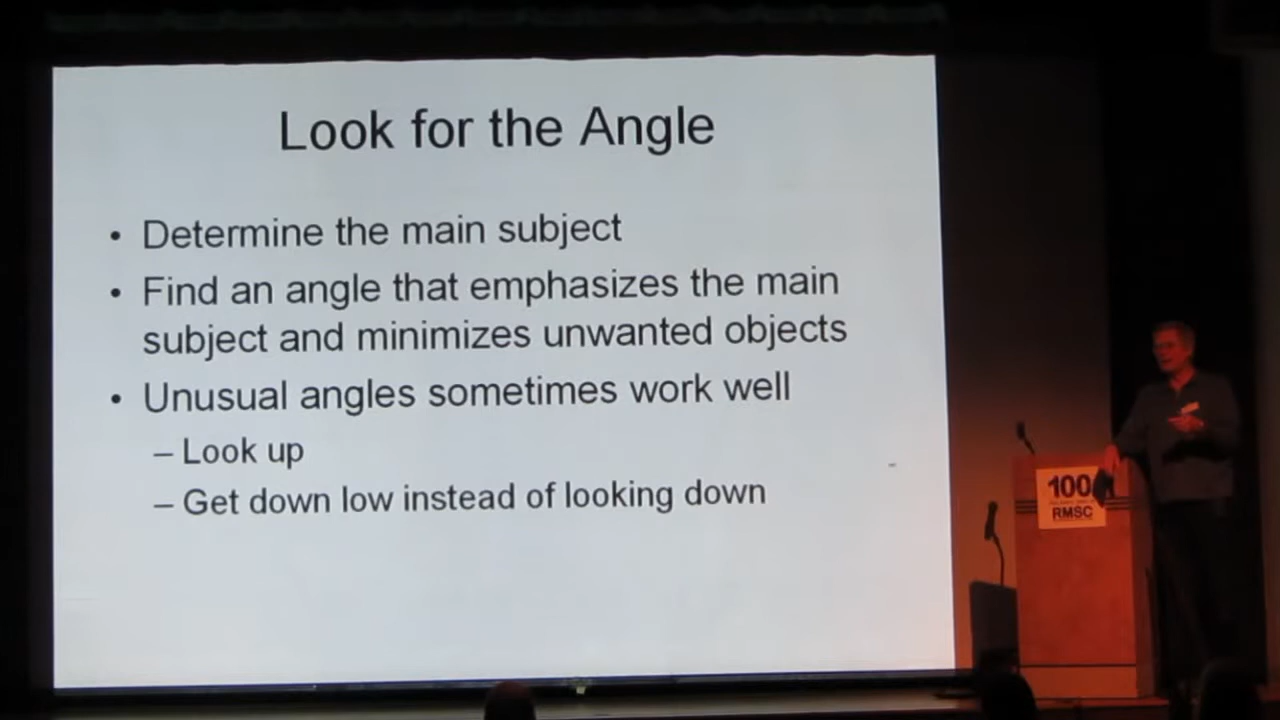 Look for the Angle
• Determine the main subject
• Find an angle that emphasizes the main
subject and minimizes unwanted objects
• Unusual angles sometimes work well
– Look up
– Get down low instead of looking down
100
RMSC